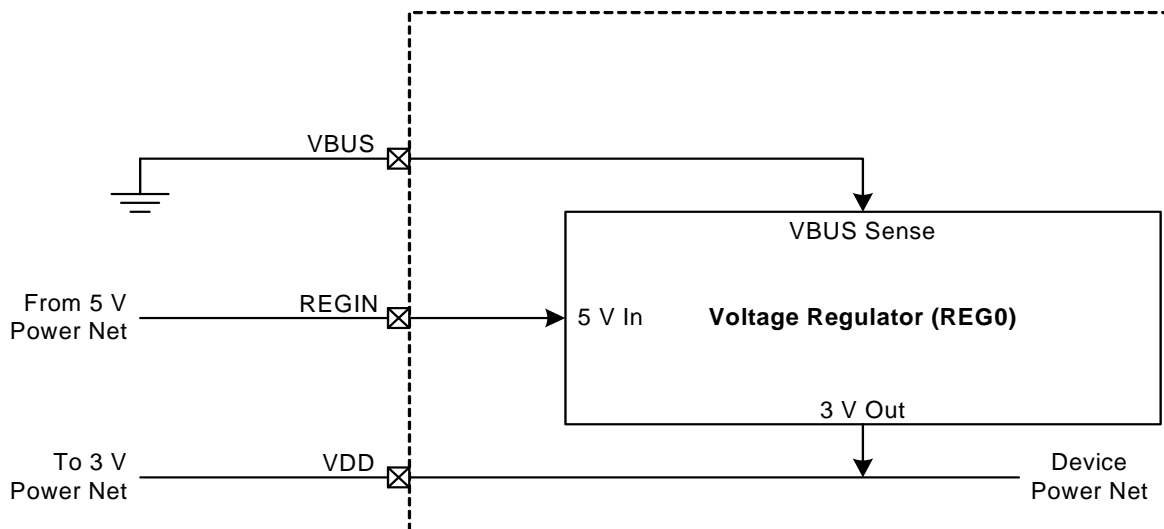 VBUS
VBUS Sense
From 5 V
Power Net
REGIN
5 V In
Voltage Regulator (REG0)
3 V Out
To 3 V
Power Net
VDD
Device
Power Net